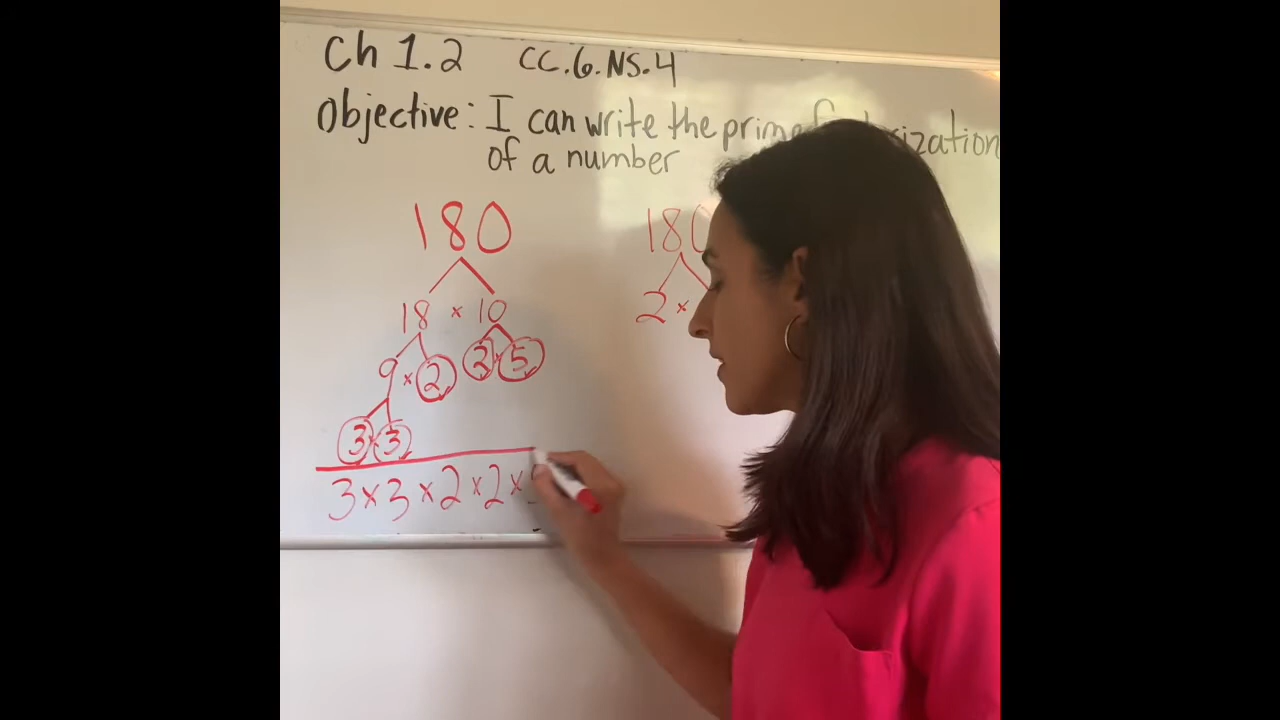 Ch 1.2 CC.6.NS.4
Objective: I can write the prime
of a number
180
18 × 10
9 × 2 2 5
3 3
3 × 3 × 2 × 2 ×
180
2 ×